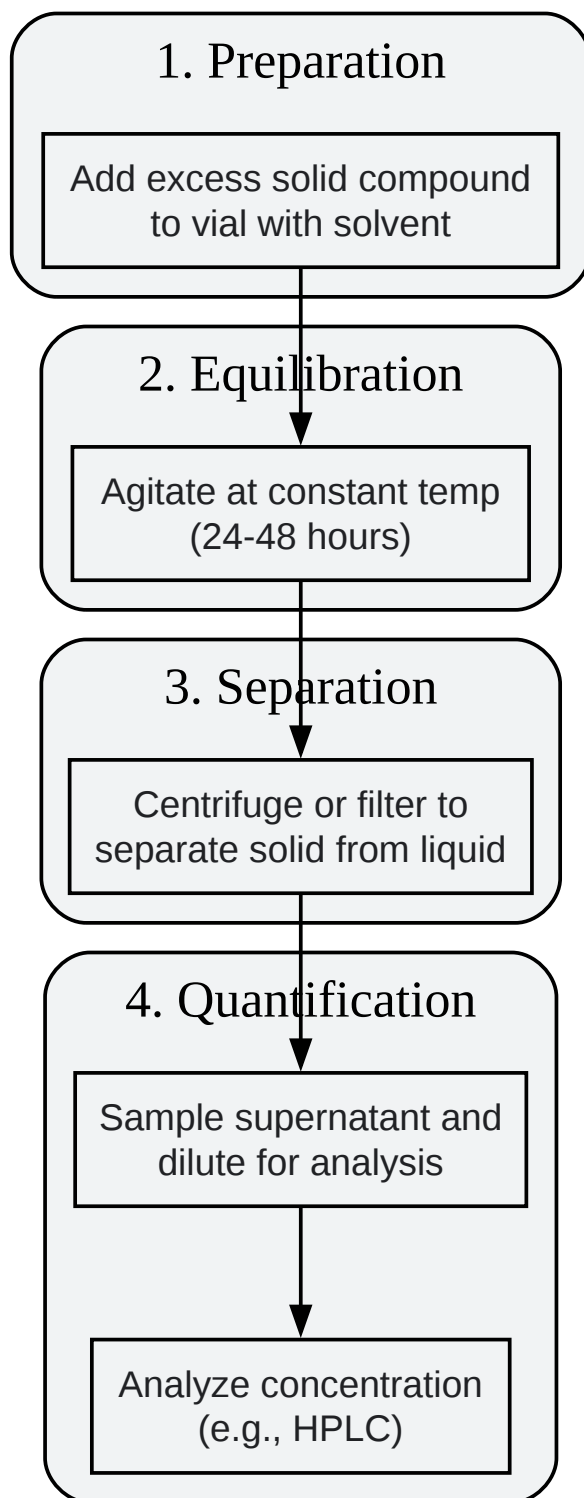 1. Preparation
Add excess solid compound
to vial with solvent
2. Equilibration
Agitate at constant temp
(24-48 hours)
3. Separation
Centrifuge or filter to
separate solid from liquid
4. Quantification
Sample supernatant and
dilute for analysis
Analyze concentration
(e.g., HPLC)